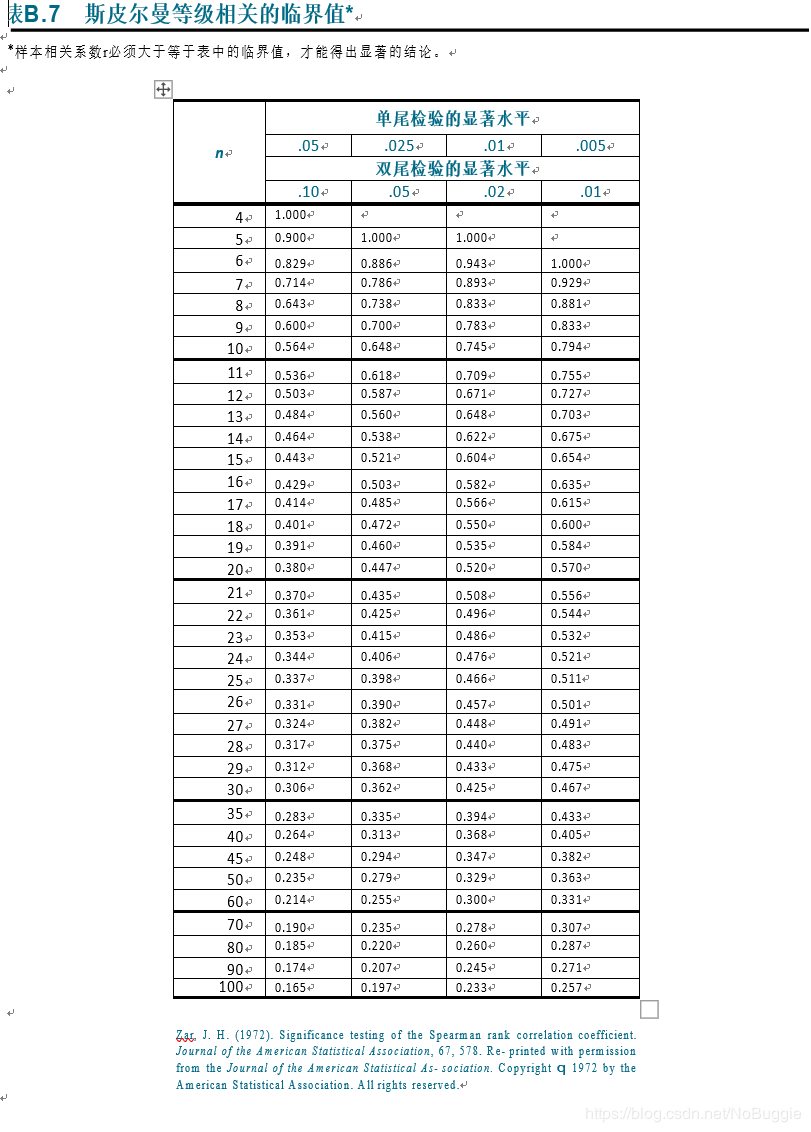 表B.7 斯皮尔曼等级相关的临界值*
*样本相关系数r必须大于等于表中的临界值，才能得出显著的结论。
单尾检验的显著水平
n
.05 .025 .01 .005
双尾检验的显著水平
.10 .05 .02 .01
4 1.000
5 0.900 1.000 1.000
6 0.829 0.886 0.943 1.000
7 0.714 0.786 0.893 0.929
8 0.643 0.738 0.833 0.881
9 0.600 0.700 0.783 0.833
10 0.564 0.648 0.745 0.794
11 0.536 0.618 0.709 0.755
12 0.503 0.587 0.671 0.727
13 0.484 0.560 0.648 0.703
14 0.464 0.538 0.622 0.675
15 0.443 0.521 0.604 0.654
16 0.429 0.503 0.582 0.635
17 0.414 0.485 0.566 0.615
18 0.401 0.472 0.550 0.600
19 0.391 0.460 0.535 0.584
20 0.380 0.447 0.520 0.570
21 0.370 0.435 0.508 0.556
22 0.361 0.425 0.496 0.544
23 0.353 0.415 0.486 0.532
24 0.344 0.406 0.476 0.521
25 0.337 0.398 0.466 0.511
26 0.331 0.390 0.457 0.501
27 0.324 0.382 0.448 0.491
28 0.317 0.375 0.440 0.483
29 0.312 0.368 0.433 0.475
30 0.306 0.362 0.425 0.467
35 0.283 0.335 0.394 0.433
40 0.264 0.313 0.368 0.405
45 0.248 0.294 0.347 0.382
50 0.235 0.279 0.329 0.363
60 0.214 0.255 0.300 0.331
70 0.190 0.235 0.278 0.307
80 0.185 0.220 0.260 0.287
90 0.174 0.207 0.245 0.271
100 0.165 0.197 0.233 0.257
Zar, J. H. (1972). Significance testing of the Spearman rank correlation coefficient.
Journal of the American Statistical Association, 67, 578. Re- printed with permission
from the Journal of the American Statistical As- sociation. Copyright q 1972 by the
American Statistical Association. All rights reserved.
https://blog.csdn.net/NoBuggie